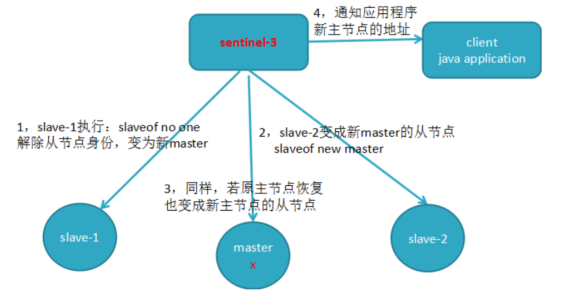 4，通知应用程序
新主节点的地址
sentinel-3
client
java application
1，slave-1执行：slaveof no one
解除从节点身份，变为新master
2，slave-2变成新master的从节点
slaveof new master
3，同样，若原主节点恢复
也变成新主节点的从节点
slave-1
master
x
slave-2